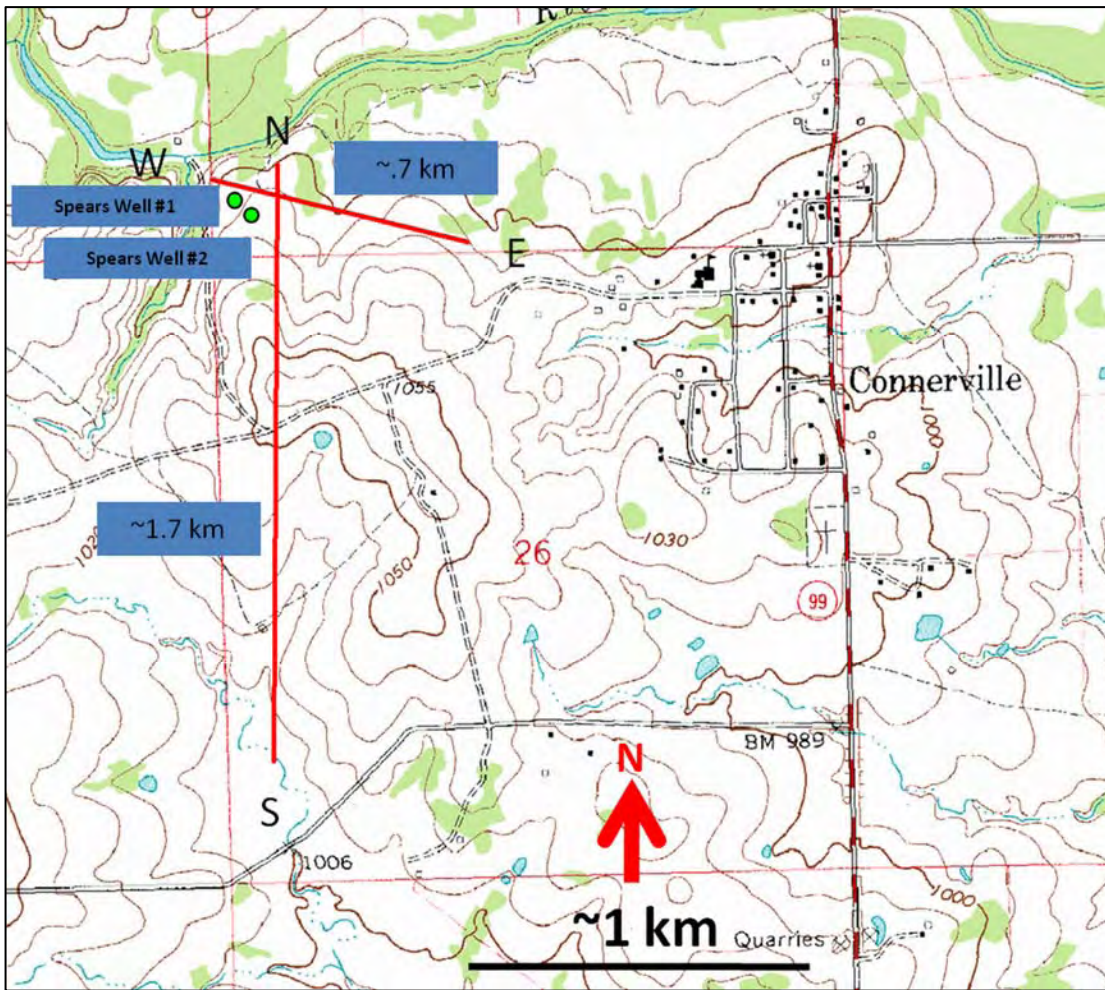 N
~.7 km
W
Spears Well #1
Spears Well #2
E
1055
Connerville
1000
~1.7 km
1030
26
1050
99
BM 989
N
S
1006
~1 km
Quarries
1000